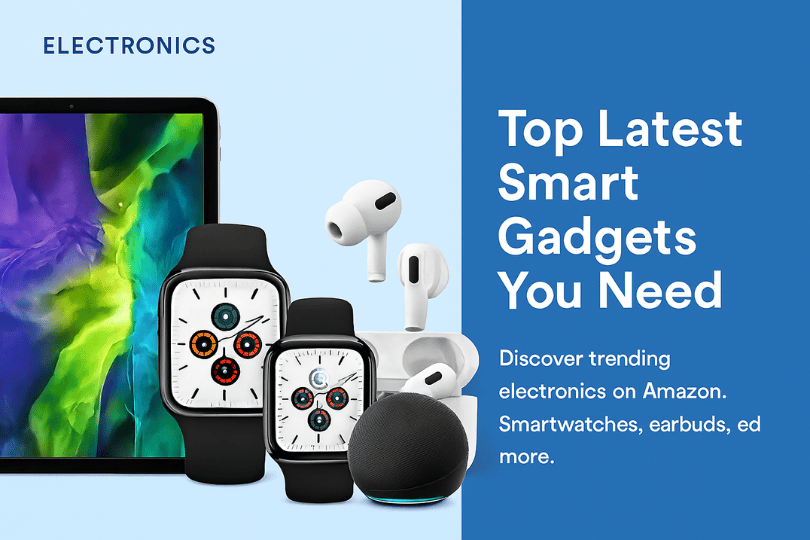 ELECTRONICS
Top Latest
Smart
Gadgets
You Need
Discover trending
electronics on Amazon.
Smartwatches, earbuds, ed
more.